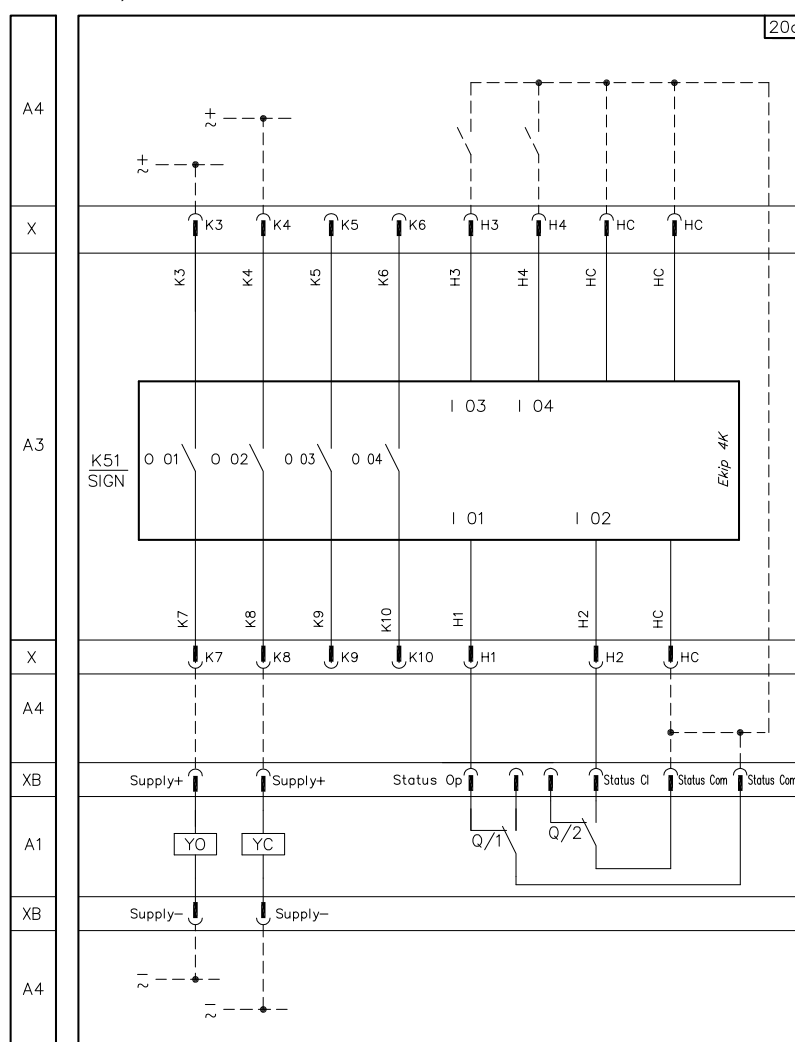 20
A4
+
~
+
~
X
K3 K4 K5 K6 H3 H4 HC HC
K3 K4 K5 K6 H3 H4 HC HC
I 03 I 04
A3
K51
SIGN
O 01 O 02 O 03 O 04
Ekip 4K
I 01 I 02
K7 K8 K9 K10 H1 H2 HC
X
K7 K8 K9 K10 H1 H2 HC
A4
XB
Supply+ Supply+ Status Op Status Cl Status Com Status Com
A1
YO YC Q/1 Q/2
XB
Supply− Supply−
A4
−
~
−
~